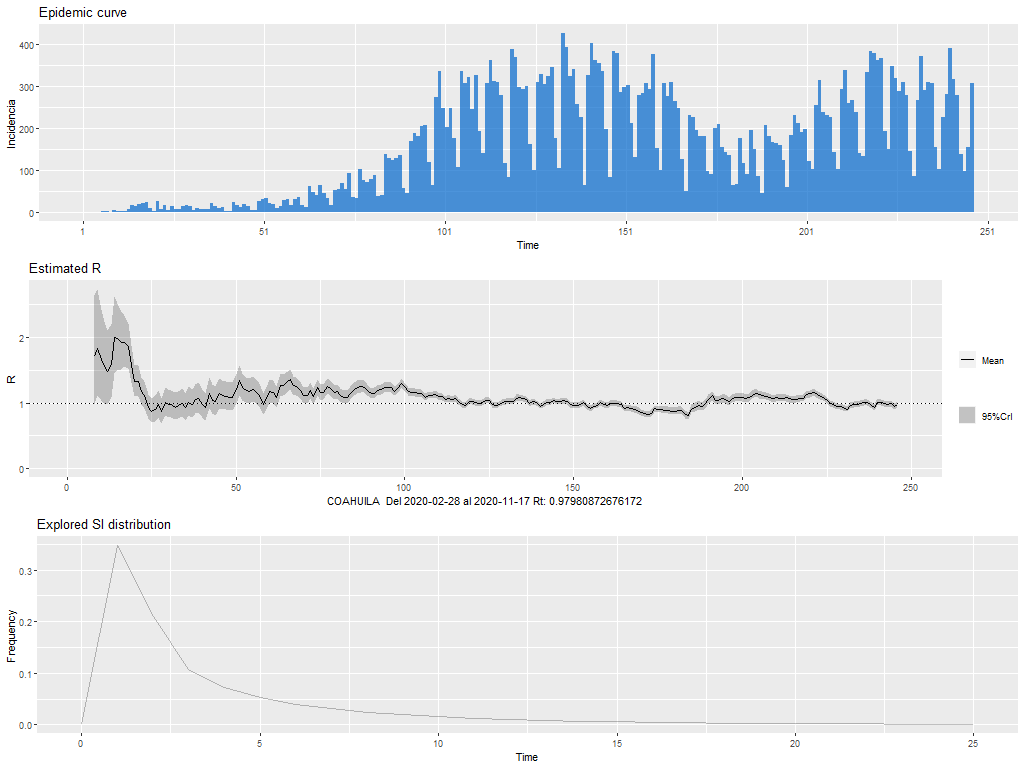 Epidemic curve
Incidencia
400
300
200
100
0
1 51 101 151 201 251
Time
Estimated R
R
2
1
0
0 50 100 150 200 250
COAHUILA Del 2020-02-28 al 2020-11-17 Rt: 0.97980872676172
Mean
95%CrI
Explored SI distribution
Frequency
0.3
0.2
0.1
0.0
0 5 10 15 20 25
Time